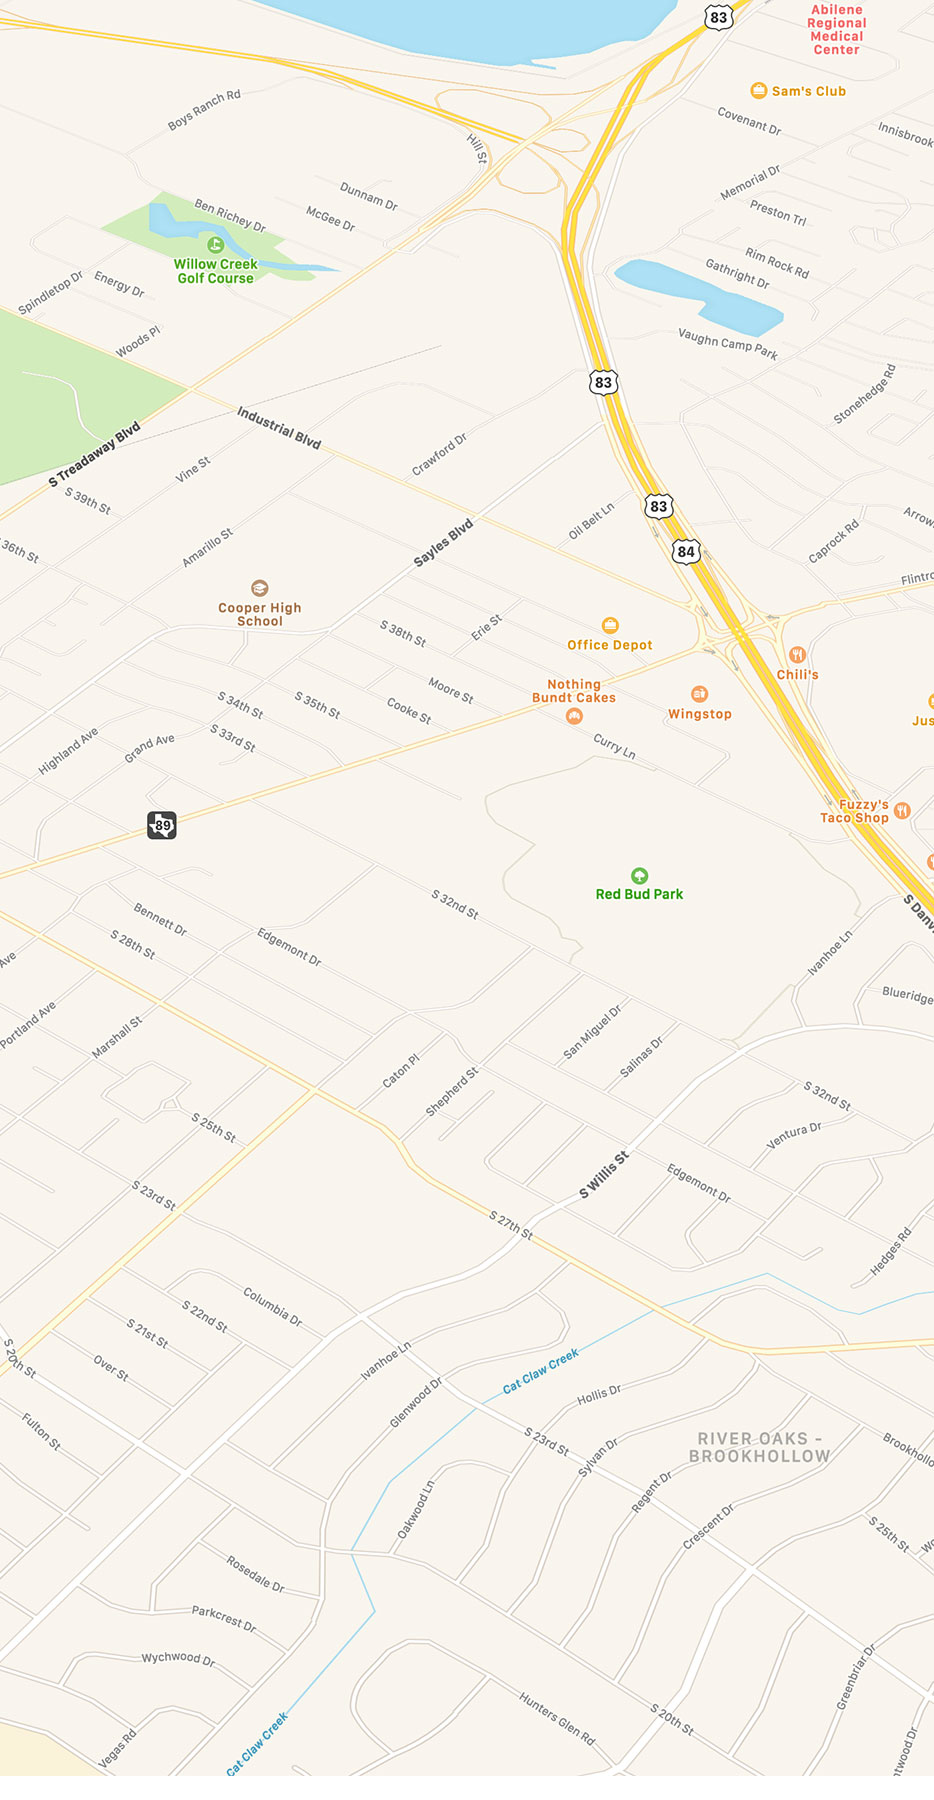 83
Abilene
Regional
Medical
Center
Sam's Club
Boys Ranch Rd
Covenant Dr
Innisbrook
Hill St
Memorial Dr
Dunnam Dr
McGee Dr
Preston Trl
Ben Richey Dr
Willow Creek
Golf Course
Rim Rock Rd
Gathright Dr
Spindletop Dr
Energy Dr
Woods Pl
Vaughn Camp Park
83
Stonehedge Rd
Industrial Blvd
S Treadaway Blvd
Crawford Dr
Vine St
S 39th St
83
Oil Belt Ln
Arrow
Sayles Blvd
Caprock Rd
Amarillo St
36th St
84
Flintro
Cooper High
School
S 38th St
Erie St
Office Depot
Chili's
Nothing
Bundt Cakes
Moore St
Wingstop
S 34th St
S 35th St
Cooke St
Jus
Highland Ave
Grand Ave
S 33rd St
Curry Ln
89
Fuzzy's
Taco Shop
Red Bud Park
S 32nd St
S Danv
Bennett Dr
S 28th St
Edgemont Dr
Ivanhoe Ln
Ave
Blueridge
Portland Ave
Marshall St
San Miguel Dr
Salinas Dr
Caton Pl
Shepherd St
S 32nd St
S 25th St
Ventura Dr
S Willis St
Edgemont Dr
S 23rd St
S 27th St
Hedges Rd
Columbia Dr
S 22nd St
S 21st St
S 20th St
Over St
Ivanhoe Ln
Cat Claw Creek
Glenwood Dr
Hollis Dr
Fulton St
S 23rd St
RIVER OAKS -
BROOKHOLLOW
Brookhollo
Sylvan Dr
Regent Dr
Oakwood Ln
Crescent Dr
S 25th St
Wo
Rosedale Dr
Parkcrest Dr
Wychwood Dr
Greenbriar Dr
Hunters Glen Rd
S 20th St
Vegas Rd
Cat Claw Creek
ntwood Dr